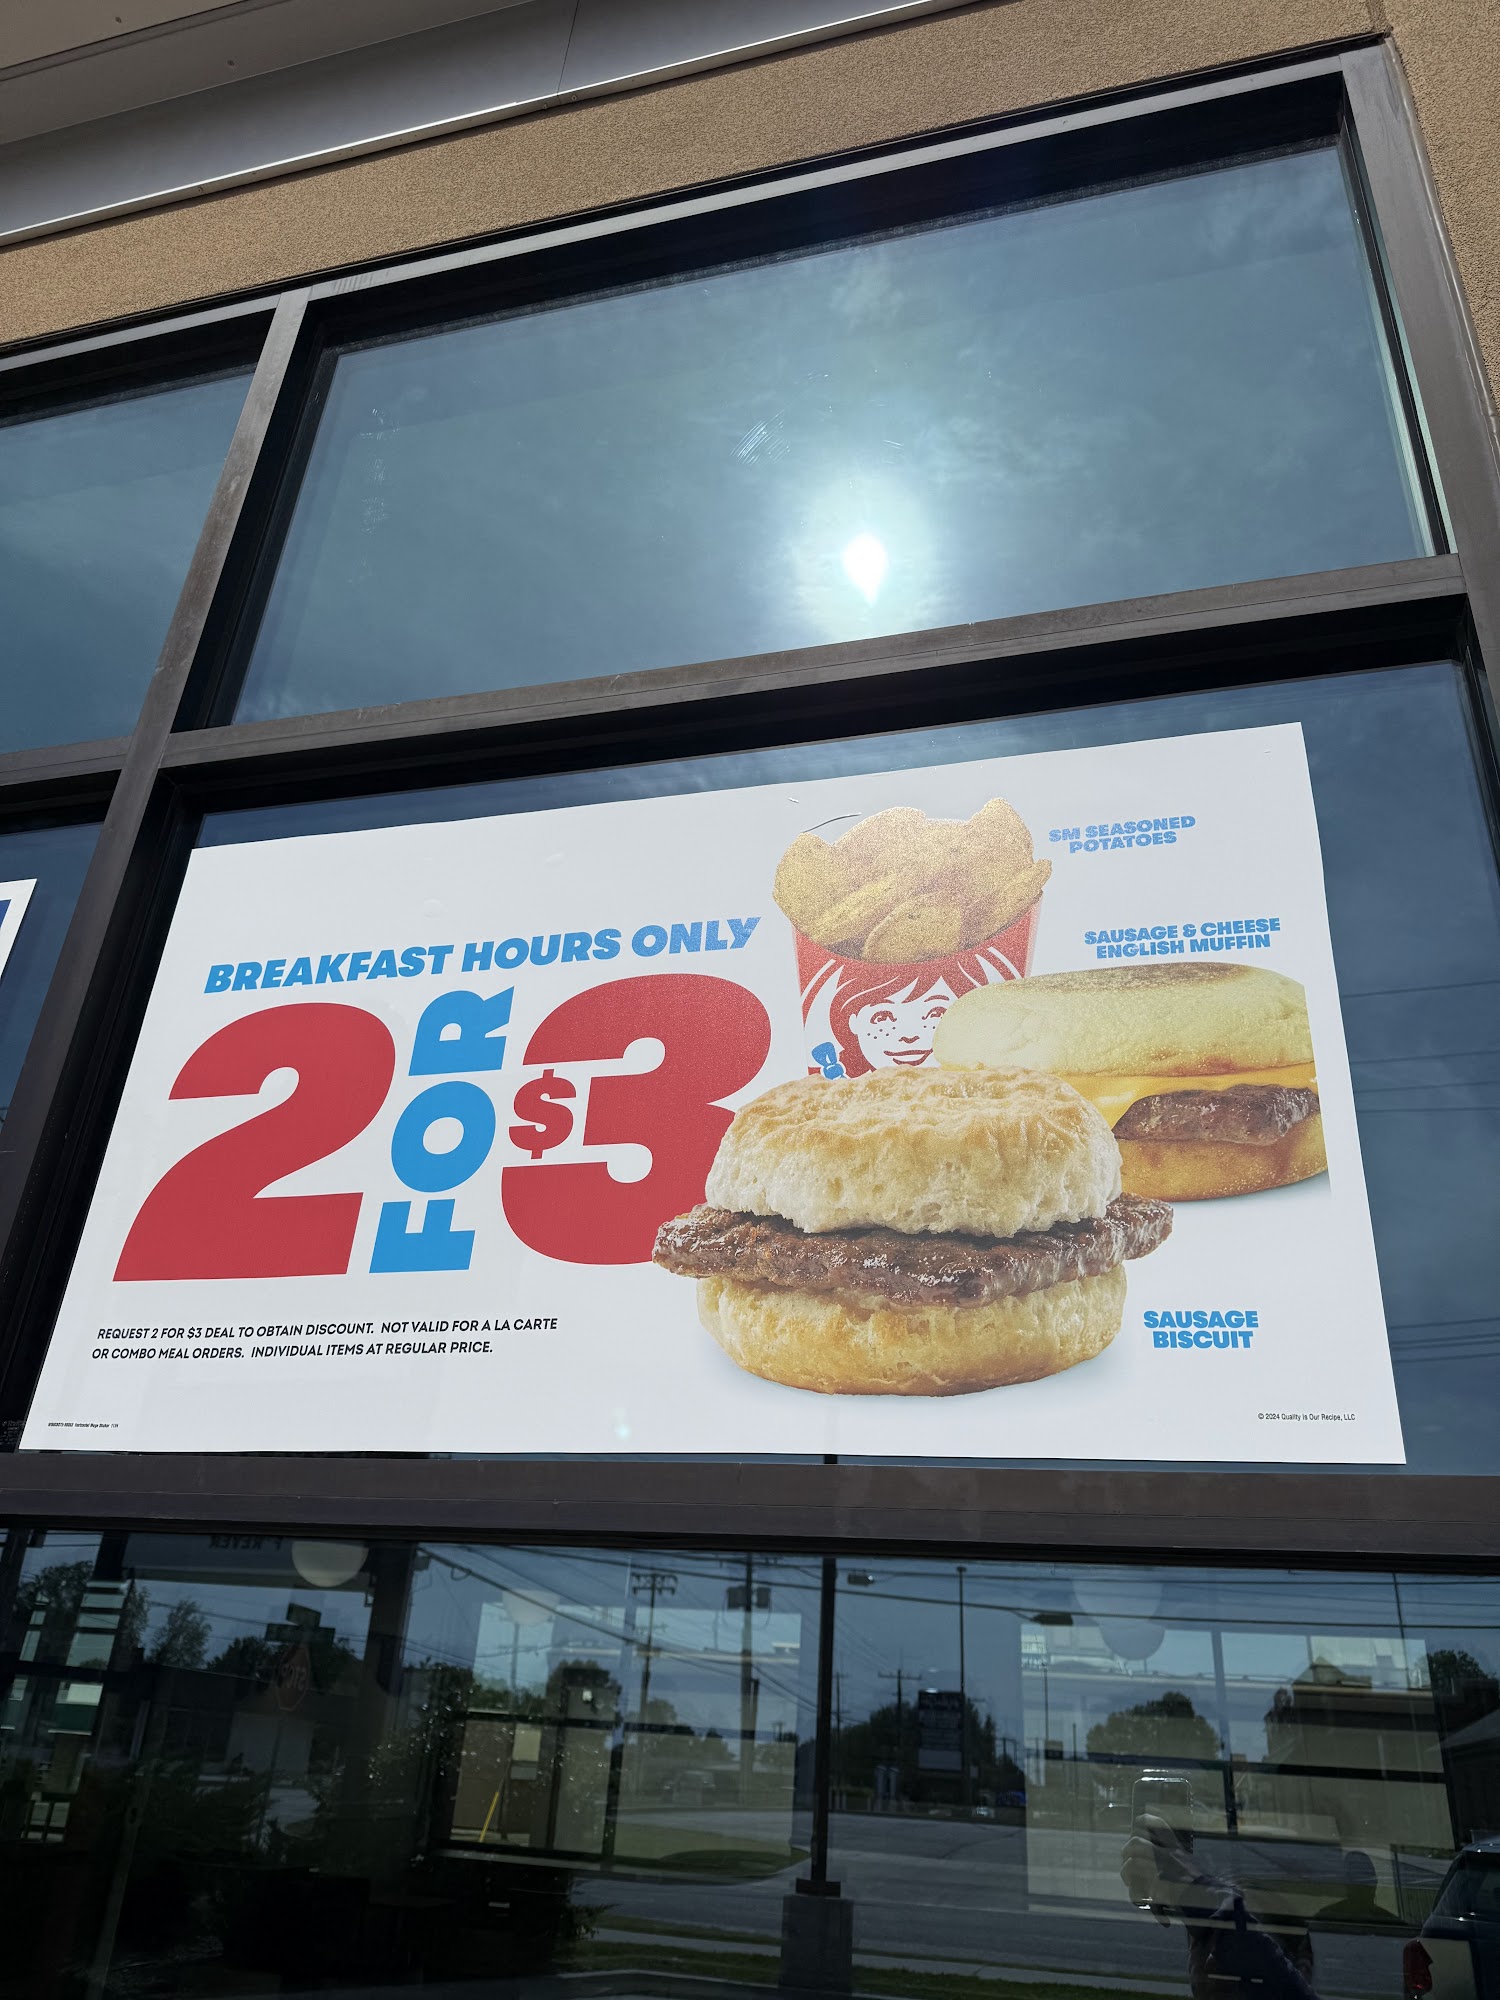 BREAKFAST HOURS ONLY
2 FOR $3
SM SEASONED
POTATOES
SAUSAGE & CHEESE
ENGLISH MUFFIN
SAUSAGE
BISCUIT
REQUEST 2 FOR $3 DEAL TO OBTAIN DISCOUNT. NOT VALID FOR A LA CARTE
OR COMBO MEAL ORDERS. INDIVIDUAL ITEMS AT REGULAR PRICE.
© 2024 Quality Is Our Recipe, LLC
STOP